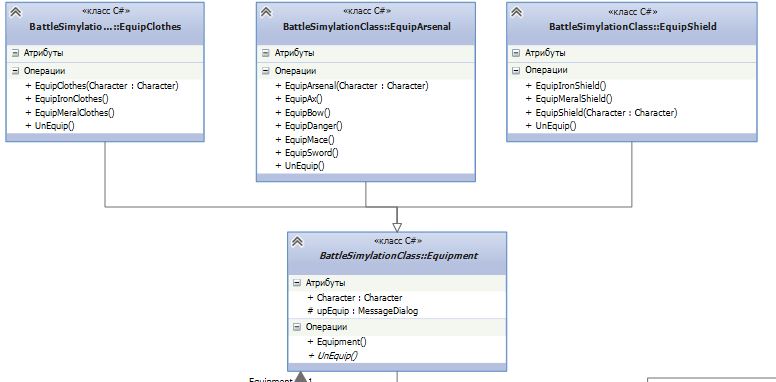 «класс C#»
BattleSimylatio...::EquipClothes
Атрибуты
Операции
+ EquipClothes(Character : Character)
+ EquipIronClothes()
+ EquipMeralClothes()
+ UnEquip()
«класс C#»
BattleSimylationClass::EquipArsenal
Атрибуты
Операции
+ EquipArsenal(Character : Character)
+ EquipAx()
+ EquipBow()
+ EquipDanger()
+ EquipMace()
+ EquipSword()
+ UnEquip()
«класс C#»
BattleSimylationClass::EquipShield
Атрибуты
Операции
+ EquipIronShield()
+ EquipMeralShield()
+ EquipShield(Character : Character)
+ UnEquip()
«класс C#»
BattleSimylationClass::Equipment
Атрибуты
+ Character : Character
# upEquip : MessageDialog
Операции
+ Equipment()
+ UnEquip()
Equipment 1